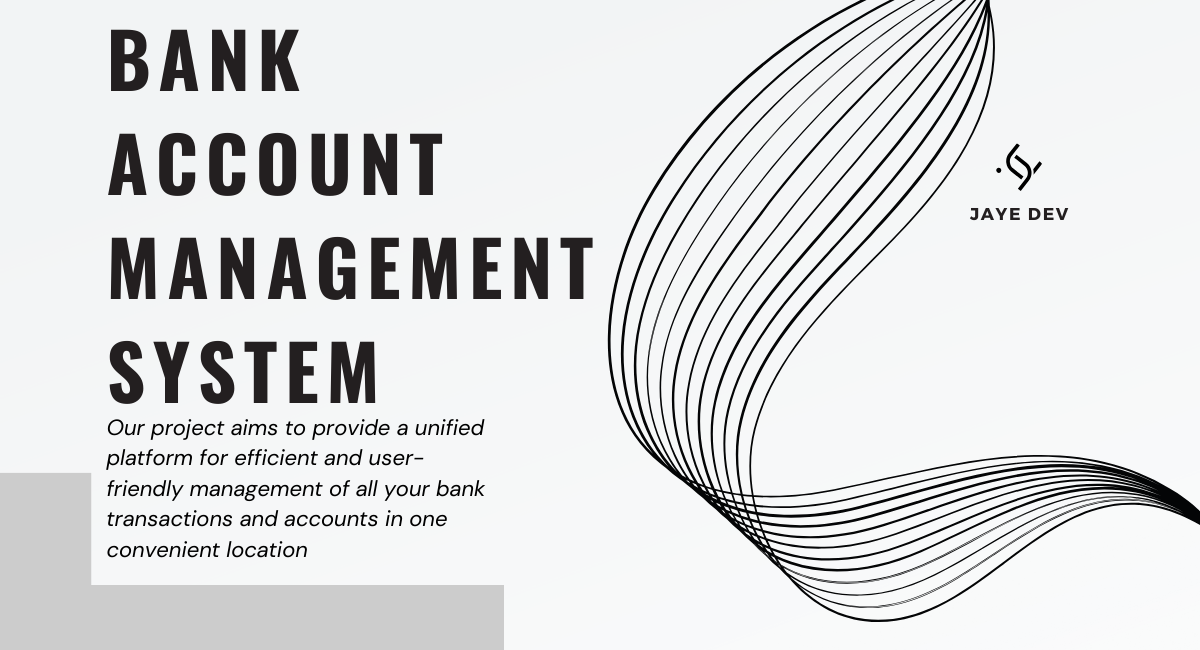 BANK
ACCOUNT
MANAGEMENT
SYSTEM
Our project aims to provide a unified
platform for efficient and user-
friendly management of all your bank
transactions and accounts in one
convenient location
JAYE DEV